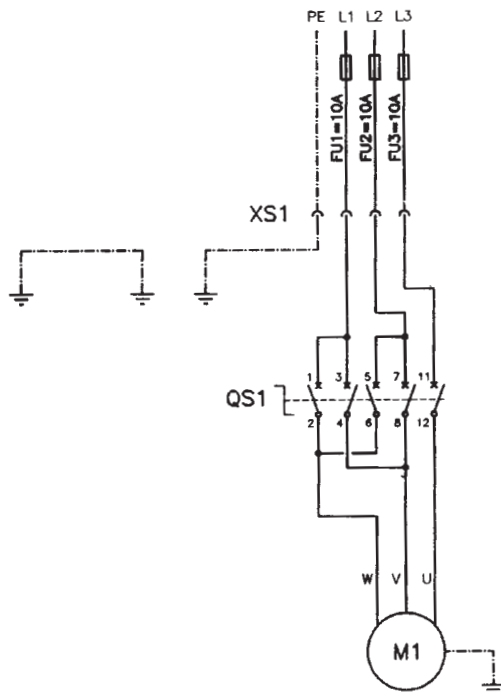 PE L1 L2 L3
FU1=10A
FU2=10A
FU3=10A
XS1
1 3 5 7 11
QS1
2 4 6 8 12
W V U
M1